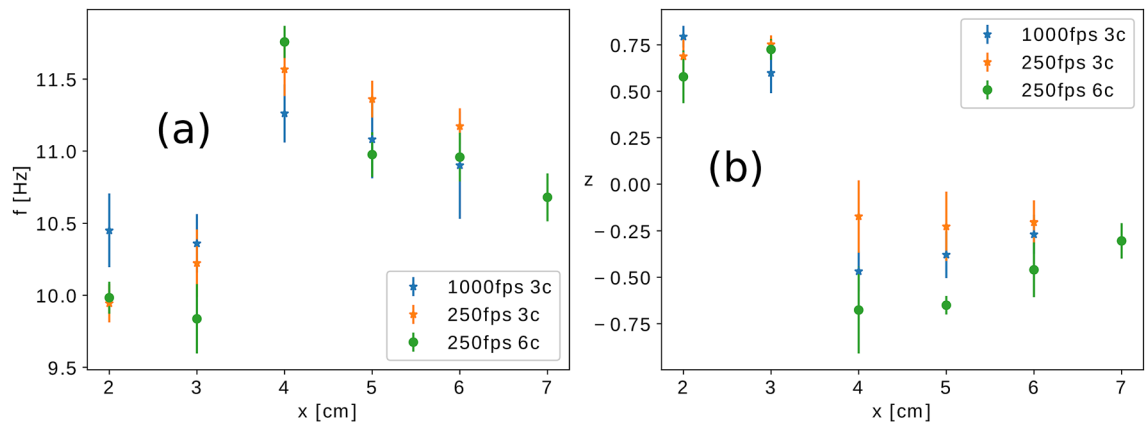 11.5
11.0
10.5
10.0
9.5
f [Hz]
(a)
1000fps 3c
250fps 3c
250fps 6c
2 3 4 5 6 7
x [cm]
0.75
0.50
0.25
0.00
−0.25
−0.50
−0.75
z
(b)
1000fps 3c
250fps 3c
250fps 6c
2 3 4 5 6 7
x [cm]